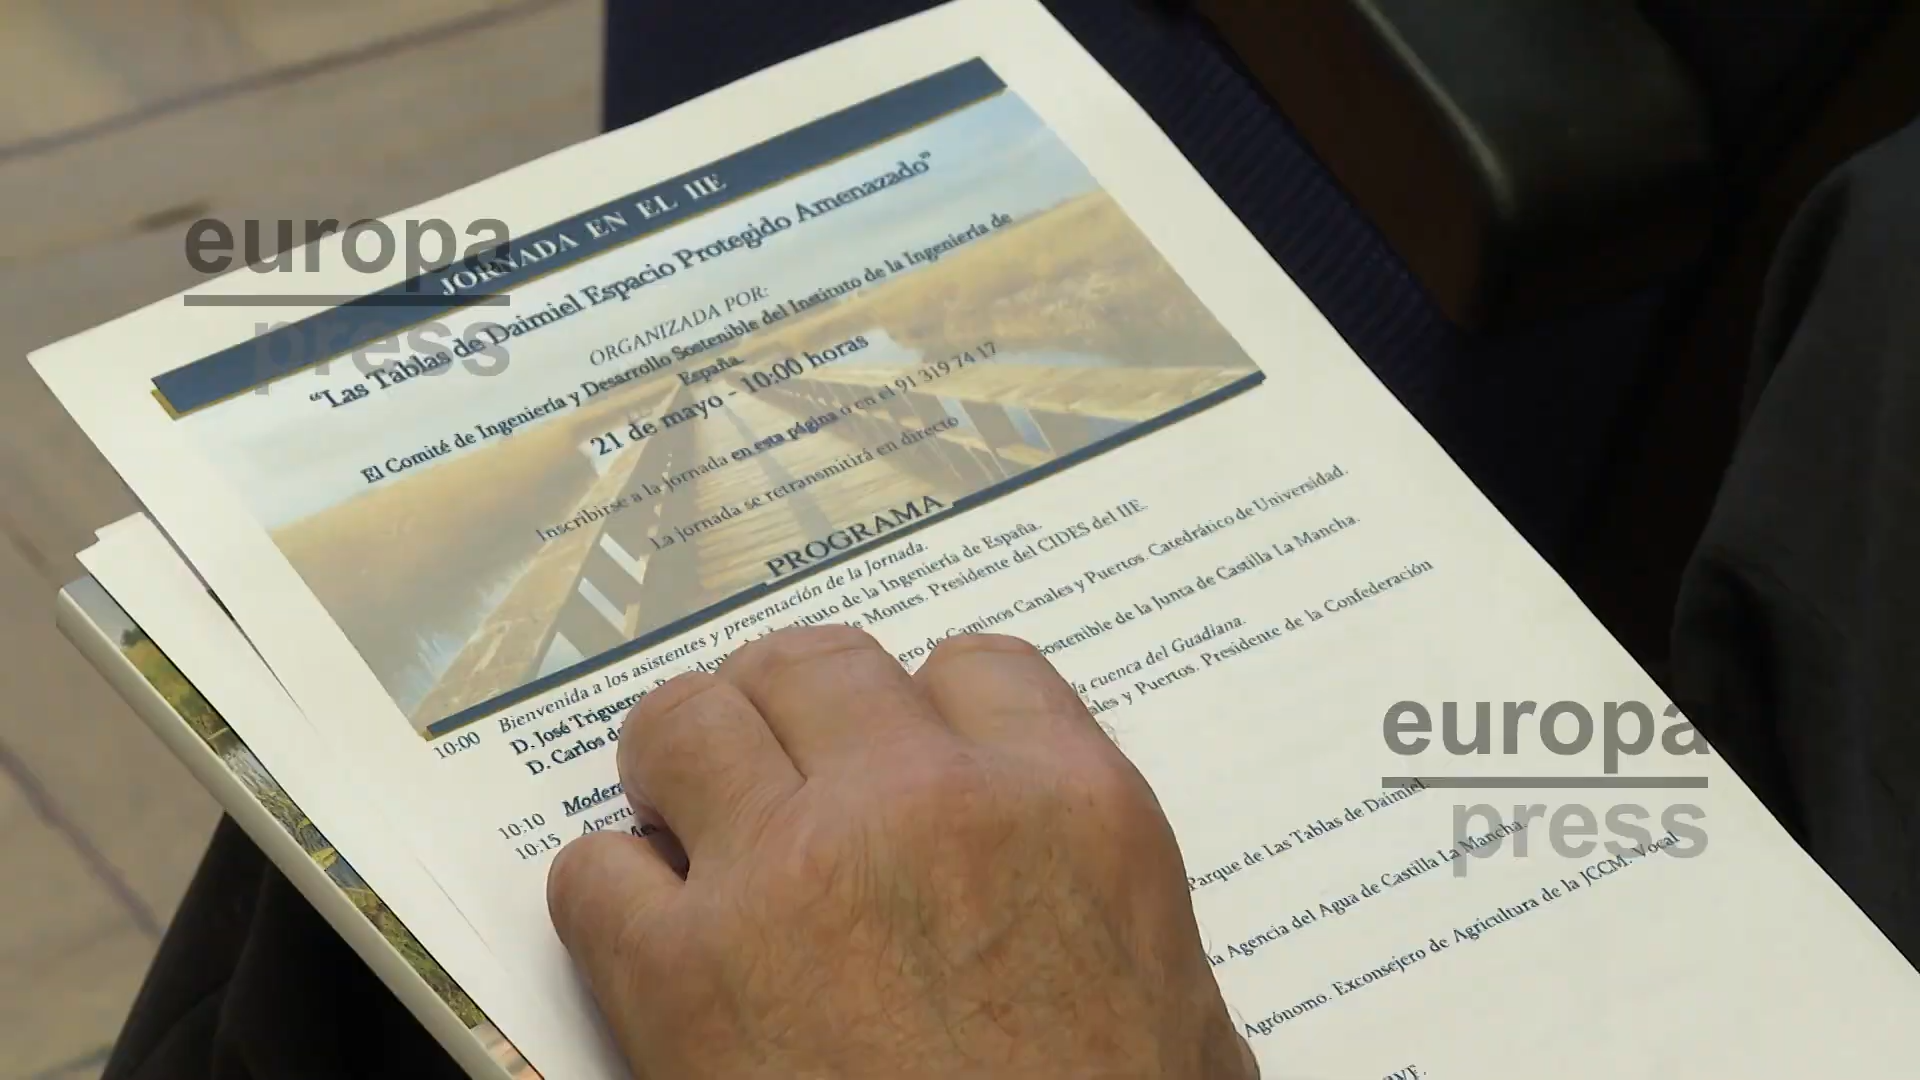 JORNADA EN EL IIE
"Las Tablas de Daimiel Espacio Protegido Amenazado"
ORGANIZADA POR:
El Comité de Ingeniería y Desarrollo Sostenible del Instituto de la Ingeniería de
España.
21 de mayo - 10:00 horas
Inscribirse a la jornada en esta página o en el 91 319 74 17
La jornada se retransmitirá en directo
PROGRAMA
10:00 Bienvenida a los asistentes y presentación de la Jornada.
D. José Trigueros Instituto de la Ingeniería de España.
D. Carlos de Montes. Presidente del CIDES del IIE.
10:10 Caminos Canales y Puertos. Catedrático de Universidad.
10:15 Sostenible de la Junta de Castilla La Mancha.
la cuenca del Guadiana.
y Puertos. Presidente de la Confederación
Parque de Las Tablas de Daimiel.
la Agencia del Agua de Castilla La Mancha.
Agrónomo. Exconsejero de Agricultura de la JCCM. Vocal
europa
press
europa
press